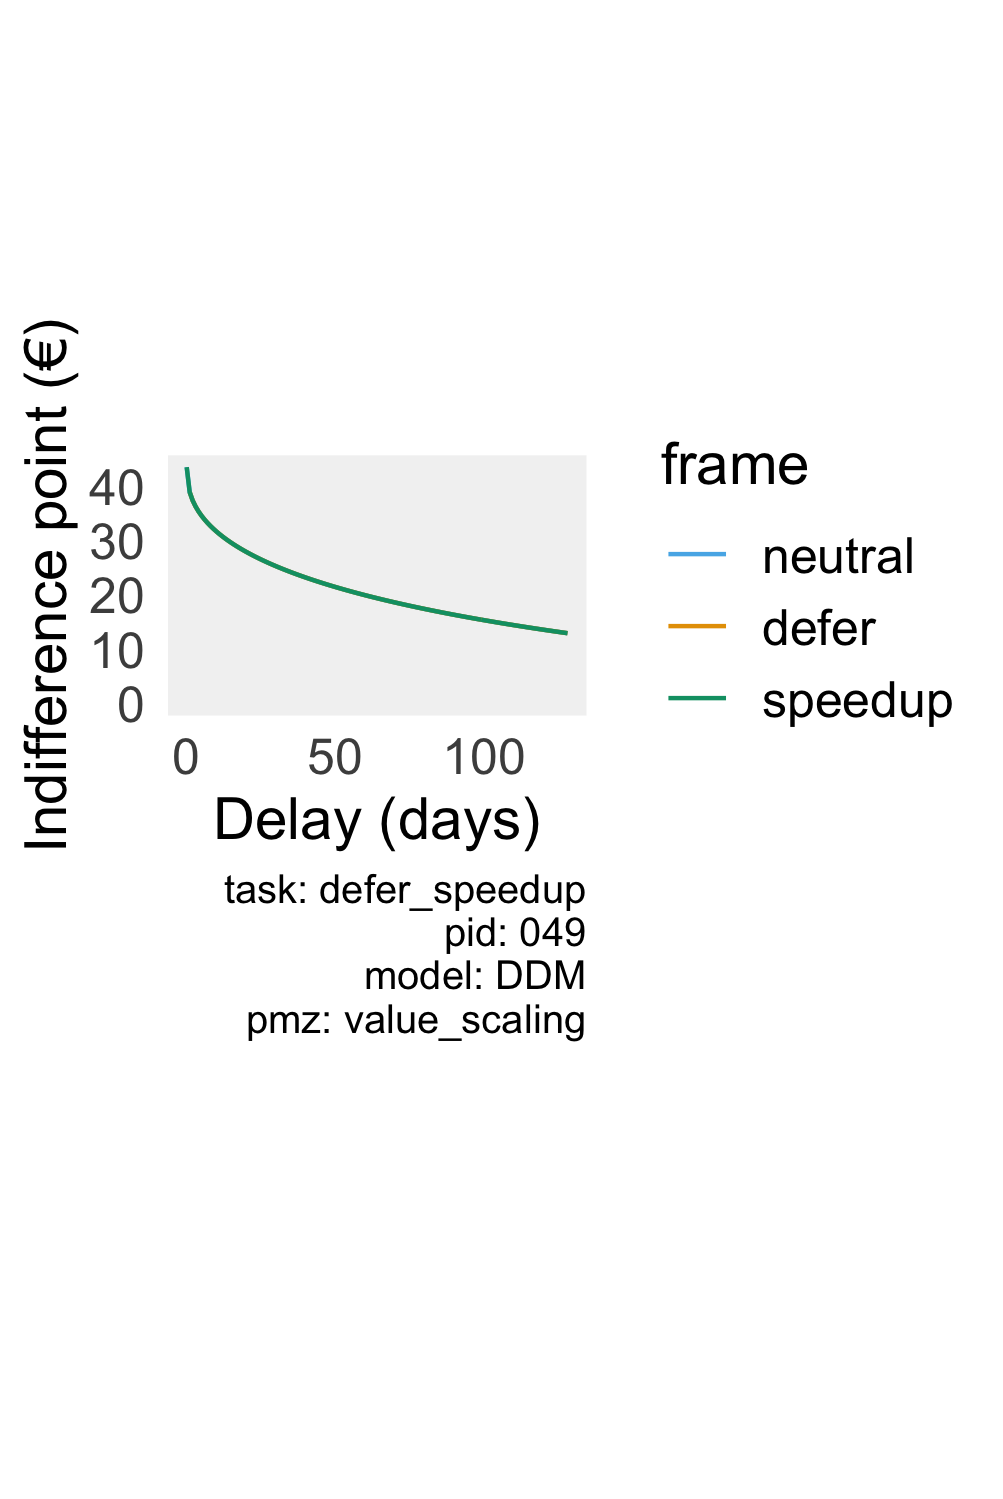 Indifference point (€)
40
30
20
10
0
0 50 100
Delay (days)
frame
neutral
defer
speedup
task: defer_speedup
pid: 049
model: DDM
pmz: value_scaling